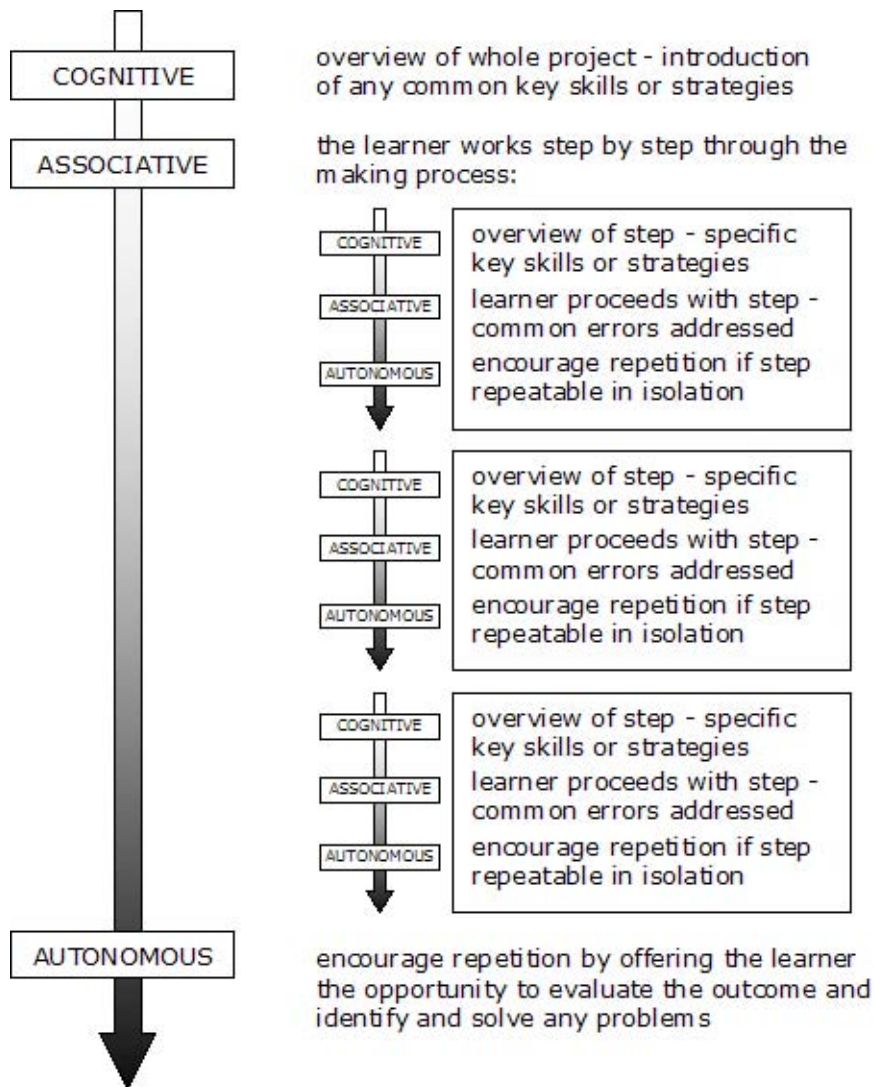 COGNITIVE
overview of whole project - introduction
of any common key skills or strategies
ASSOCIATIVE
the learner works step by step through the
making process:
COGNITIVE
overview of step - specific
key skills or strategies
ASSOCIATIVE
learner proceeds with step -
common errors addressed
AUTONOMOUS
encourage repetition if step
repeatable in isolation
COGNITIVE
overview of step - specific
key skills or strategies
ASSOCIATIVE
learner proceeds with step -
common errors addressed
AUTONOMOUS
encourage repetition if step
repeatable in isolation
COGNITIVE
overview of step - specific
key skills or strategies
ASSOCIATIVE
learner proceeds with step -
common errors addressed
AUTONOMOUS
encourage repetition if step
repeatable in isolation
AUTONOMOUS
encourage repetition by offering the learner
the opportunity to evaluate the outcome and
identify and solve any problems